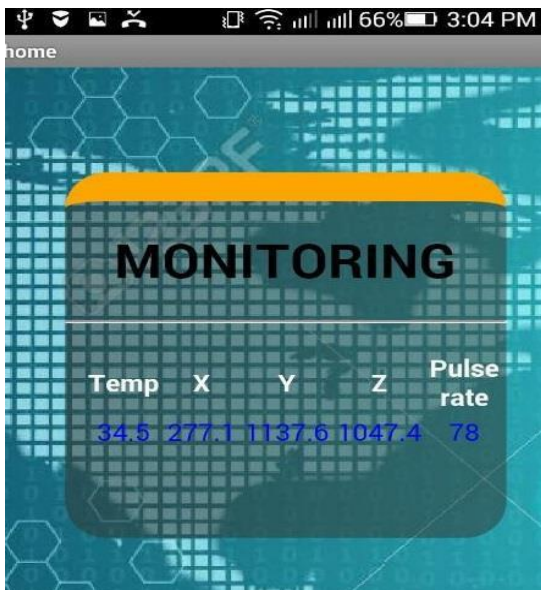 66% 3:04 PM
home
MONITORING
Temp X Y Z Pulse rate
34.5 277.1 1137.6 1047.4 78